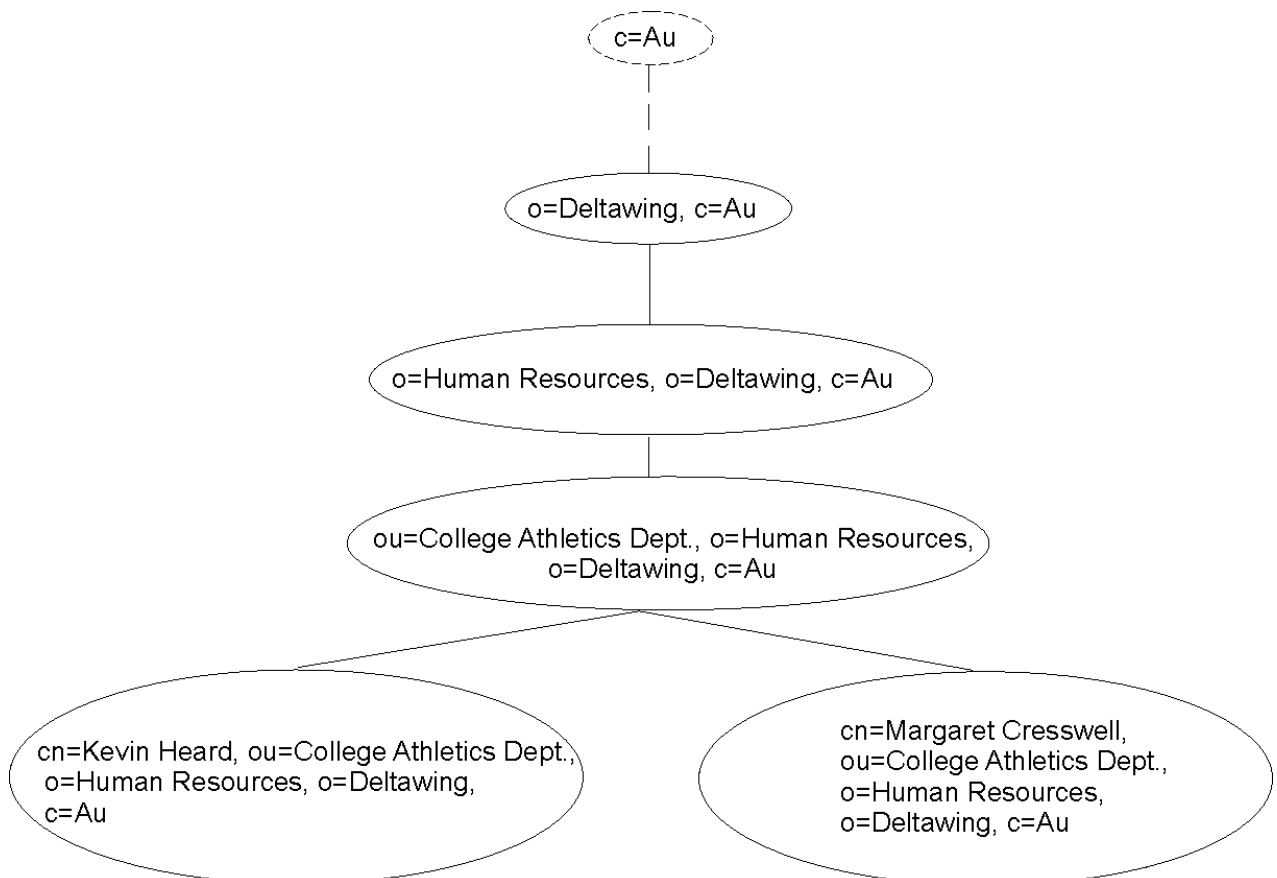 c=Au
o=Deltawing, c=Au
o=Human Resources, o=Deltawing, c=Au
ou=College Athletics Dept., o=Human Resources,
o=Deltawing, c=Au
cn=Kevin Heard, ou=College Athletics Dept.,
o=Human Resources, o=Deltawing,
c=Au
cn=Margaret Cresswell,
ou=College Athletics Dept.,
o=Human Resources,
o=Deltawing, c=Au